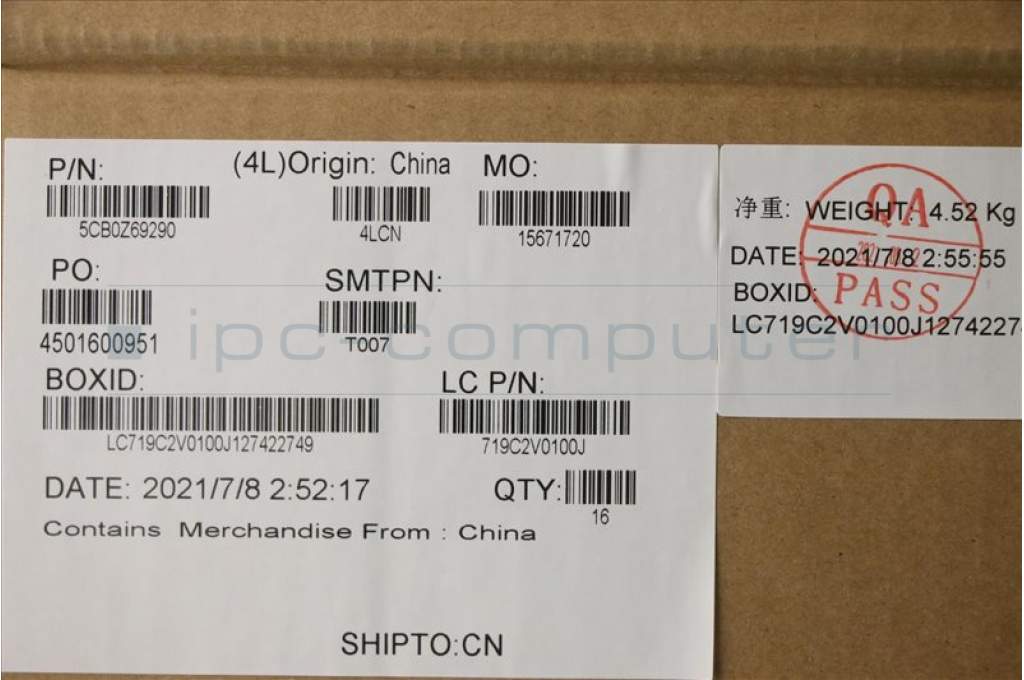 P/N:
(4L)Origin: China
MO:
5CB0Z69290
4LCN
15671720
PO:
SMTPN:
4501600951
T007
BOXID:
LC P/N:
LC719C2V0100J127422749
719C2V0100J
DATE: 2021/7/8 2:52:17
QTY:
16
Contains Merchandise From : China
SHIPTO:CN
净重: WEIGHT: 4.52 Kg
DATE: 2021/7/8 2:55:55
BOXID:
LC719C2V0100J12742274
QA
PASS
ipc-computer